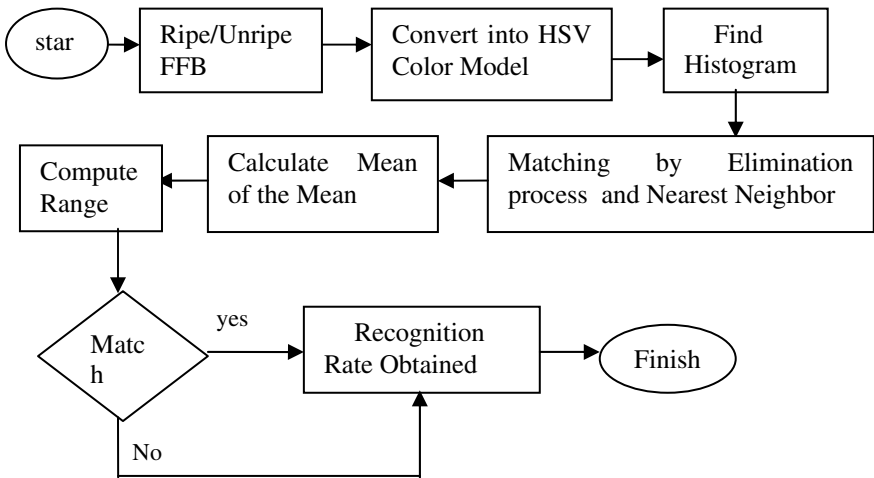 star
Ripe/Unripe
FFB
Convert into HSV
Color Model
Find
Histogram
Compute
Range
Calculate Mean
of the Mean
Matching by Elimination
process and Nearest Neighbor
Matc
h
yes
No
Recognition
Rate Obtained
Finish